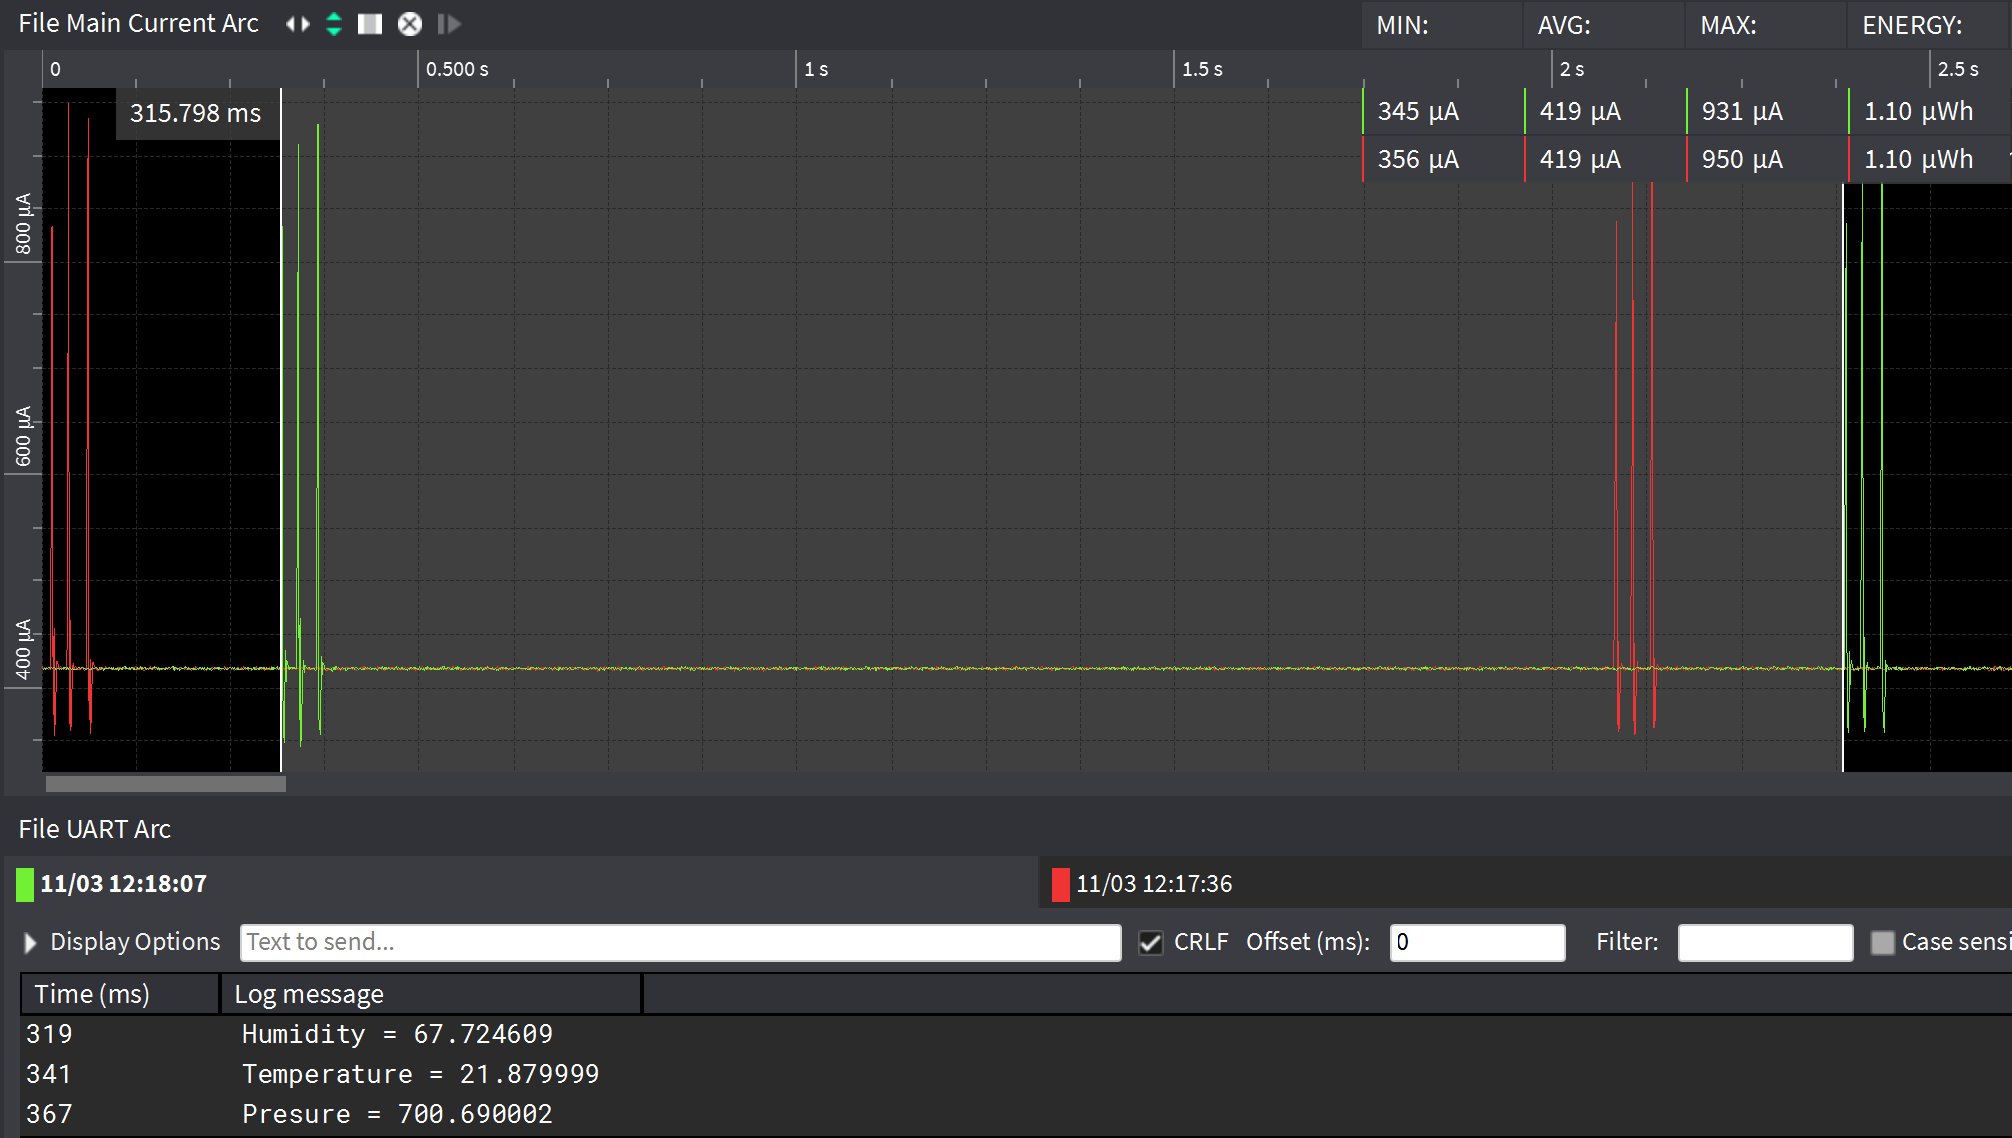 File Main Current Arc MIN: AVG: MAX: ENERGY:
0 0.500 s 1 s 1.5 s 2 s 2.5 s
315.798 ms 345 µA 419 µA 931 µA 1.10 µWh
356 µA 419 µA 950 µA 1.10 µWh
800 µA
600 µA
400 µA
File UART Arc
11/03 12:18:07 11/03 12:17:36
Display Options Text to send... CRLF Offset (ms): 0 Filter: Case sensi
Time (ms) Log message
319 Humidity = 67.724609
341 Temperature = 21.879999
367 Presure = 700.690002